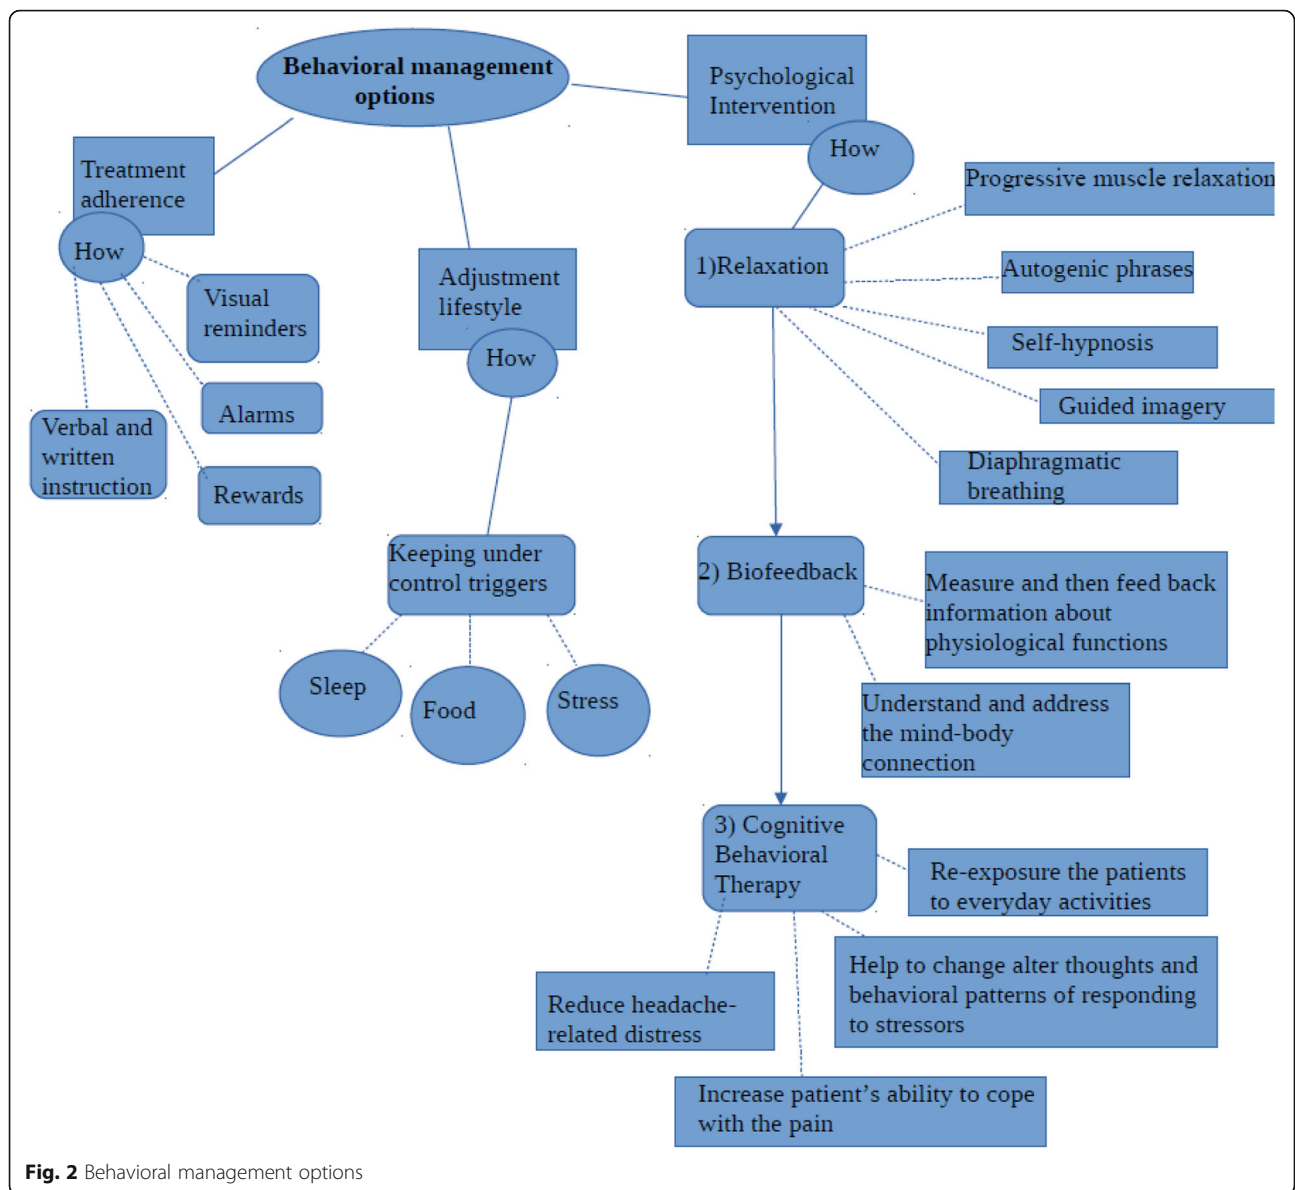 Behavioral management
options
Psychological
Intervention
How
Treatment
adherence
How
Visual
reminders
Alarms
Verbal and
written
instruction
Rewards
Adjustment
lifestyle
How
Keeping under
control triggers
Sleep
Food
Stress
1)Relaxation
Progressive muscle relaxation
Autogenic phrases
Self-hypnosis
Guided imagery
Diaphragmatic
breathing
2) Biofeedback
Measure and then feed back
information about
physiological functions
Understand and address
the mind-body
connection
3) Cognitive
Behavioral
Therapy
Re-exposure the patients
to everyday activities
Help to change alter thoughts and
behavioral patterns of responding
to stressors
Reduce headache-
related distress
Increase patient’s ability to cope
with the pain
Fig. 2 Behavioral management options